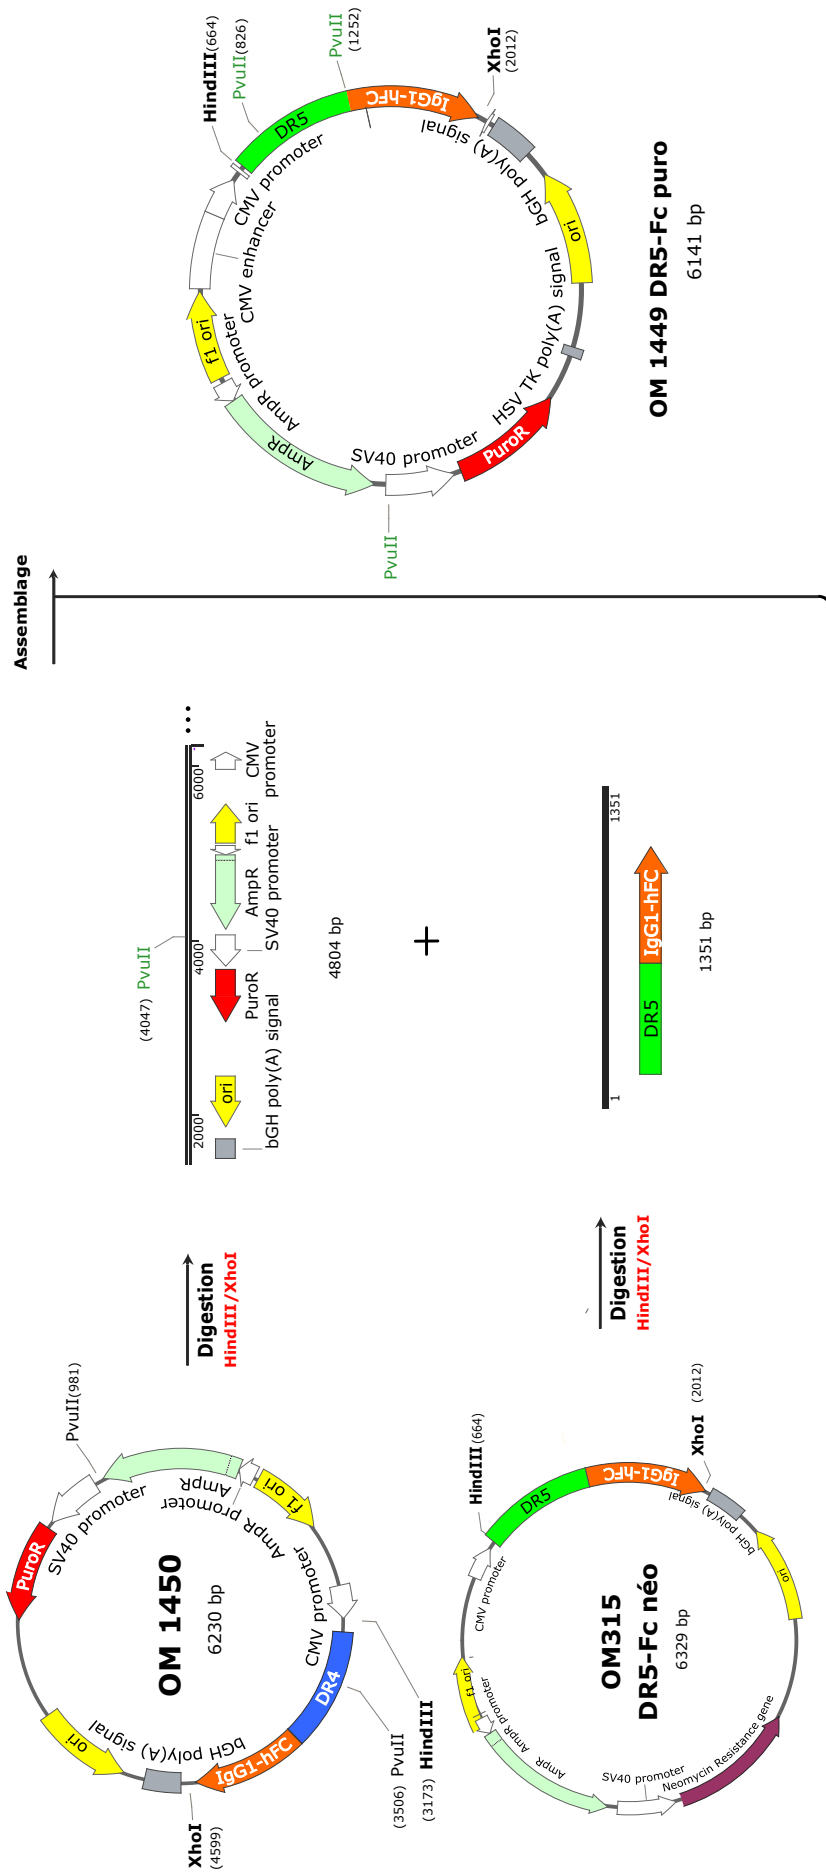 PvuII(981)
PuroR
SV40 promoter
AmpR
AmpR promoter
f1 ori
OM 1450
6230 bp
ori
bGH poly(A) signal
CMV promoter
DR4
IgG1-hFC
XhoI
(4599)
(3506) PvuII
(3173) HindIII
Digestion
HindIII/XhoI
(4047) PvuII
2000
4000
6000
...
ori
PuroR
AmpR
f1 ori
CMV
promoter
SV40 promoter
bGH poly(A) signal
4804 bp
+
HindIII (664)
CMV promoter
DR5
IgG1-hFC
XhoI (2012)
bGH poly(A) signal
f1 ori
AmpR promoter
AmpR
OM315
DR5-Fc néo
6329 bp
ori
SV40 promoter
Neomycin Resistance gene
Digestion
HindIII/XhoI
1
1351
DR5
IgG1-hFC
1351 bp
Assemblage
HindIII(664)
PvuII(826)
PvuII
(1252)
DR5
IgG1-hFC
XhoI
(2012)
CMV promoter
CMV enhancer
f1 ori
AmpR promoter
AmpR
bGH poly(A) signal
ori
HSV TK poly(A) signal
SV40 promoter
PuroR
PvuII
OM 1449 DR5-Fc puro
6141 bp